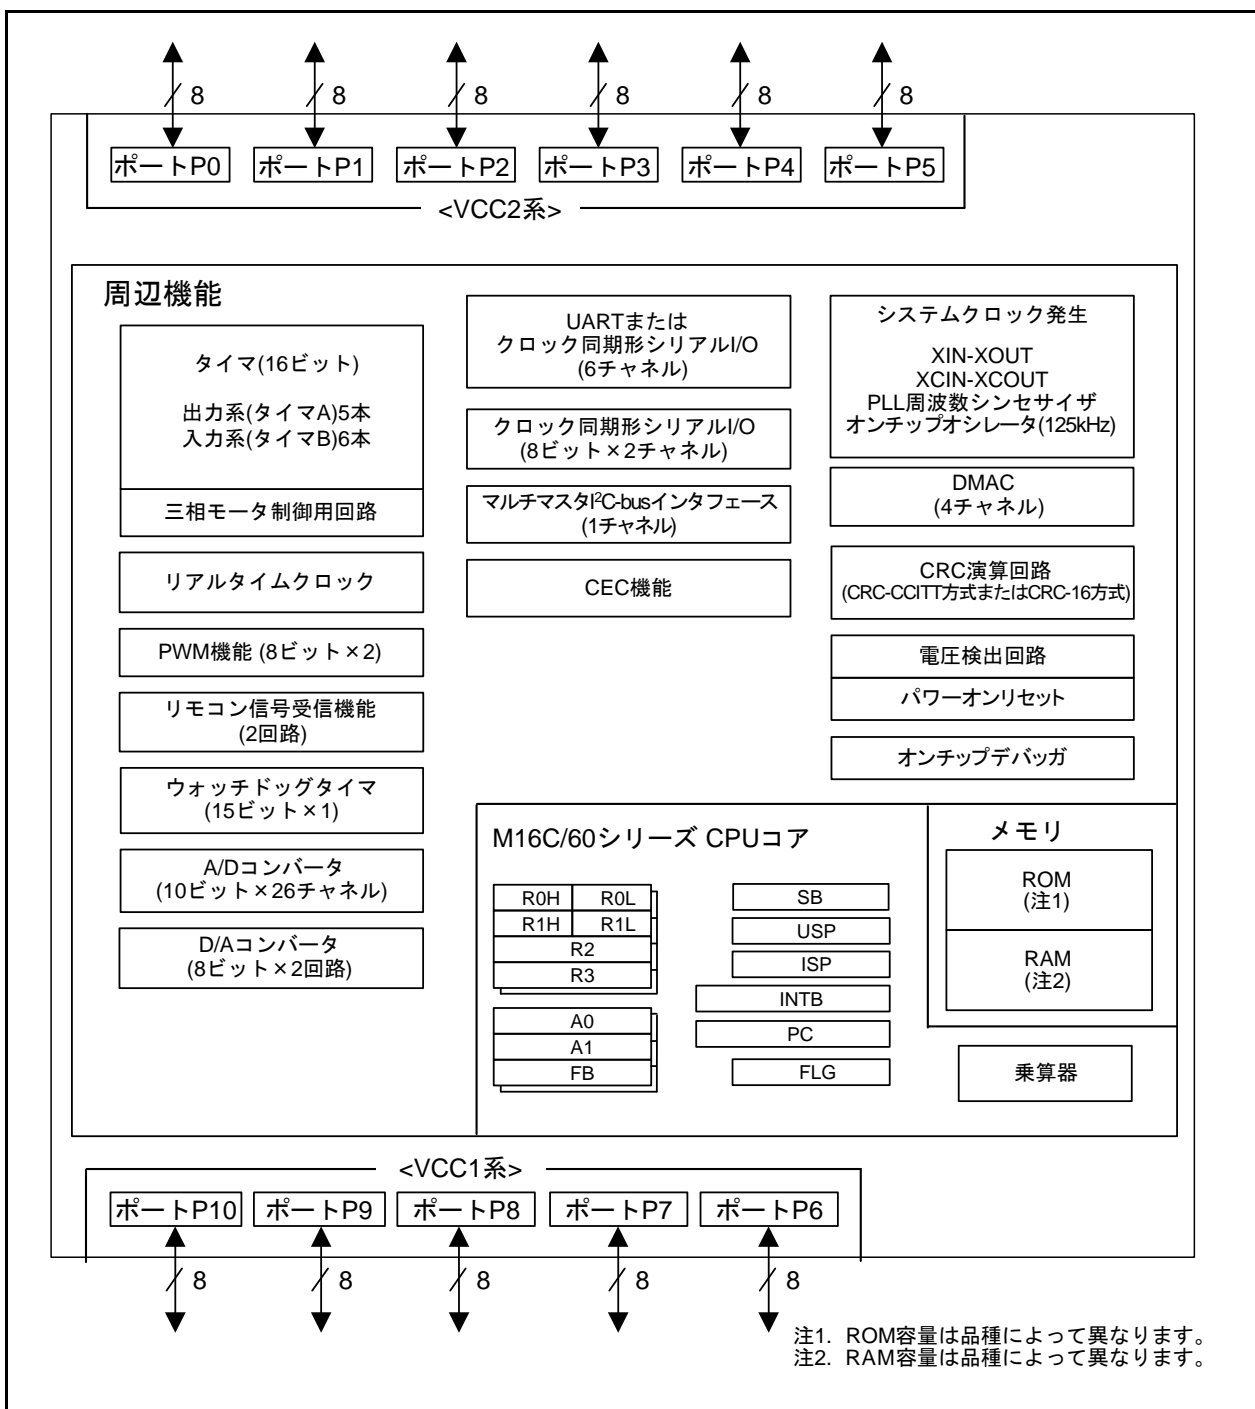 8 8 8 8 8 8
ポートP0 ポートP1 ポートP2 ポートP3 ポートP4 ポートP5
<VCC2系>
周辺機能
タイマ(16ビット)
出力系(タイマA)5本
入力系(タイマB)6本
三相モータ制御用回路
リアルタイムクロック
PWM機能 (8ビット×2)
リモコン信号受信機能
(2回路)
ウォッチドッグタイマ
(15ビット×1)
A/Dコンバータ
(10ビット×26チャネル)
D/Aコンバータ
(8ビット×2回路)
UARTまたは
クロック同期形シリアルI/O
(6チャネル)
クロック同期形シリアルI/O
(8ビット×2チャネル)
マルチマスタI²C-busインタフェース
(1チャネル)
CEC機能
システムクロック発生
XIN-XOUT
XCIN-XCOUT
PLL周波数シンセサイザ
オンチップオシレータ(125kHz)
DMAC
(4チャネル)
CRC演算回路
(CRC-CCITT方式またはCRC-16方式)
電圧検出回路
パワーオンリセット
オンチップデバッガ
M16C/60シリーズ CPUコア
R0H R0L
R1H R1L
R2
R3
A0
A1
FB
SB
USP
ISP
INTB
PC
FLG
メモリ
ROM
(注1)
RAM
(注2)
乗算器
<VCC1系>
ポートP10 ポートP9 ポートP8 ポートP7 ポートP6
8 8 8 8 8
注1. ROM容量は品種によって異なります。
注2. RAM容量は品種によって異なります。